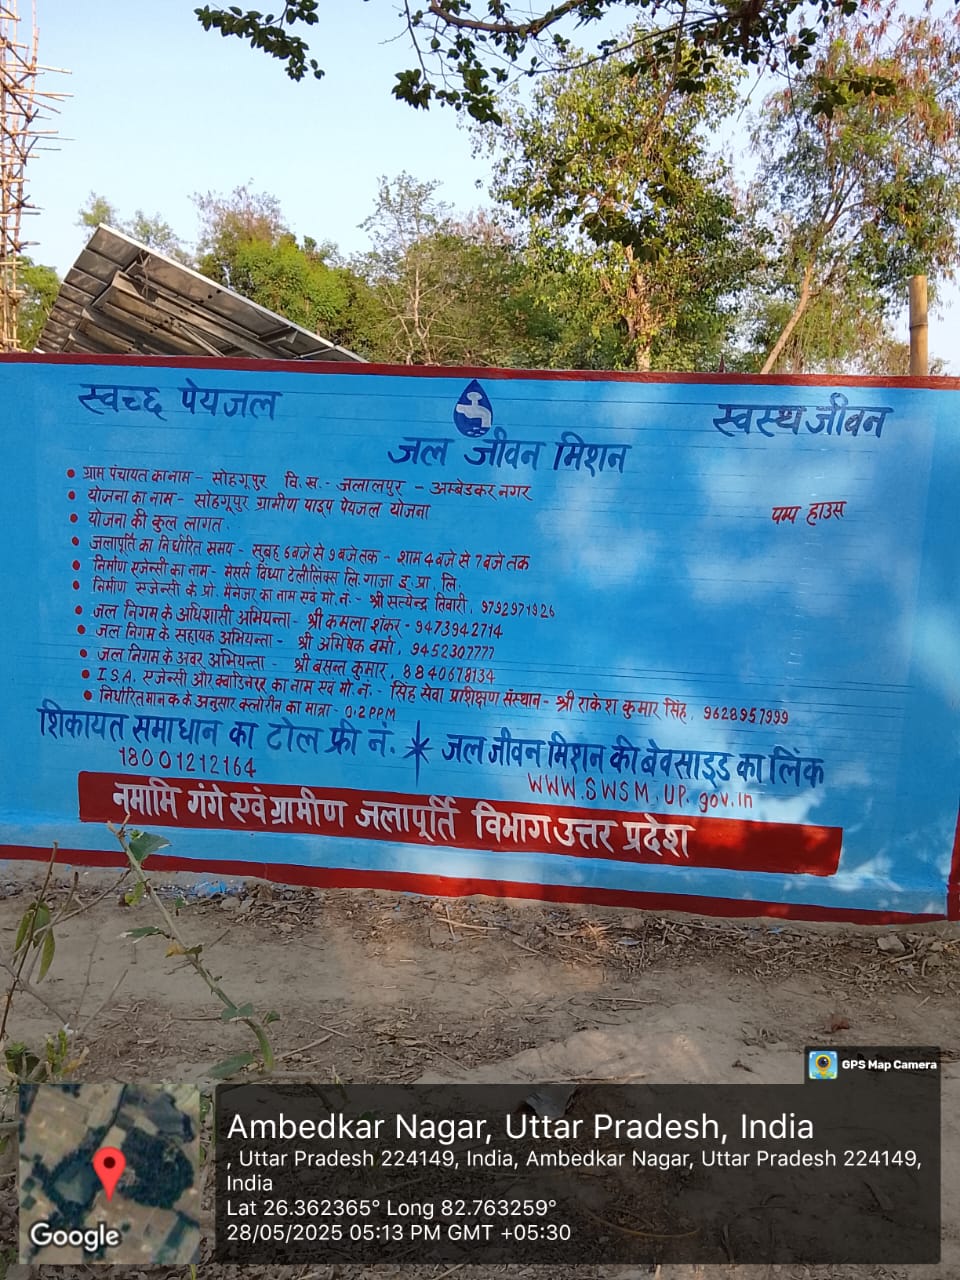 स्वच्छ पेयजल
स्वस्थ जीवन
जल जीवन मिशन
• ग्राम पंचायत का नाम - सोहगूपुर वि.ख.- जलालपुर - अम्बेडकर नगर
• योजना का नाम - सोहगूपुर ग्रामीण पाइप पेयजल योजना
पम्प हाउस
• योजना की कुल लागत.
• जलापूर्ति का निर्धारित समय - सुबह 6 बजे से 9 बजे तक - शाम 4 बजे से 7 बजे तक
• निर्माण एजेन्सी का नाम - मेसर्स विंध्या टेलीलिंक्स लि. गाजा इ. प्रा. लि.
• निर्माण एजेन्सी के प्रो. मैनेजर का नाम एवं मो.नं. - श्री सत्येन्द्र तिवारी, 9792971926
• जल निगम के अधिशासी अभियन्ता - श्री कमला शंकर - 9473942714
• जल निगम के सहायक अभियन्ता - श्री अभिषेक वर्मा, 9452307777
• जल निगम के अवर अभियन्ता - श्री बसन्त कुमार, 8840678134
• I.S.A. एजेन्सी और क्वार्डिनेटर का नाम एवं मो. नं. - सिंह सेवा प्रशिक्षण संस्थान - श्री राकेश कुमार सिंह, 9628957999
• निर्धारित मानक के अनुसार क्लोरीन का मात्रा - 0.2 PPM
शिकायत समाधान का टोल फ्री नं.
18001212164
जल जीवन मिशन की बेवसाइड का लिंक
WWW.SWSM.UP.gov.in
नमामि गंगे एवं ग्रामीण जलापूर्ति विभाग उत्तर प्रदेश
GPS Map Camera
Ambedkar Nagar, Uttar Pradesh, India
, Uttar Pradesh 224149, India, Ambedkar Nagar, Uttar Pradesh 224149,
India
Lat 26.362365° Long 82.763259°
28/05/2025 05:13 PM GMT +05:30
Google